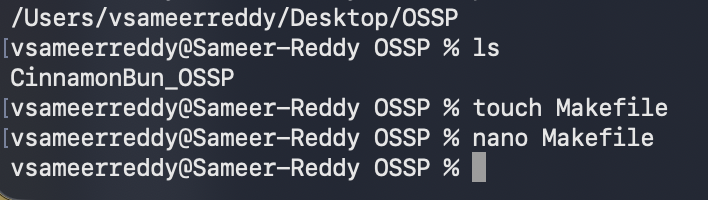 /Users/vsameerreddy/Desktop/OSSP
[vsameerreddy@Sameer-Reddy OSSP % ls
CinnamonBun_OSSP
[vsameerreddy@Sameer-Reddy OSSP % touch Makefile
[vsameerreddy@Sameer-Reddy OSSP % nano Makefile
vsameerreddy@Sameer-Reddy OSSP %